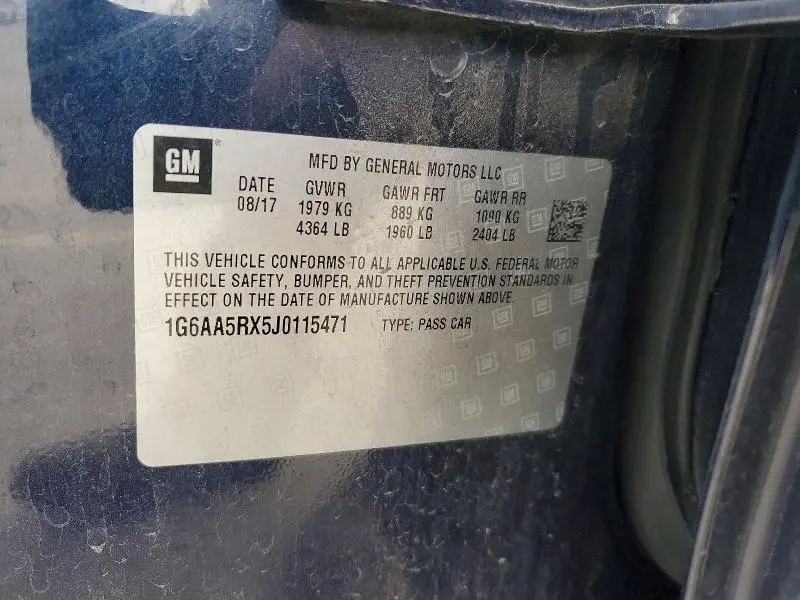 GM
MFD BY GENERAL MOTORS LLC
DATE GVWR GAWR FRT GAWR RR
08/17 1979 KG 889 KG 1090 KG
4364 LB 1960 LB 2404 LB
THIS VEHICLE CONFORMS TO ALL APPLICABLE U.S. FEDERAL MOTOR
VEHICLE SAFETY, BUMPER, AND THEFT PREVENTION STANDARDS IN
EFFECT ON THE DATE OF MANUFACTURE SHOWN ABOVE.
1G6AA5RX5J0115471 TYPE: PASS CAR